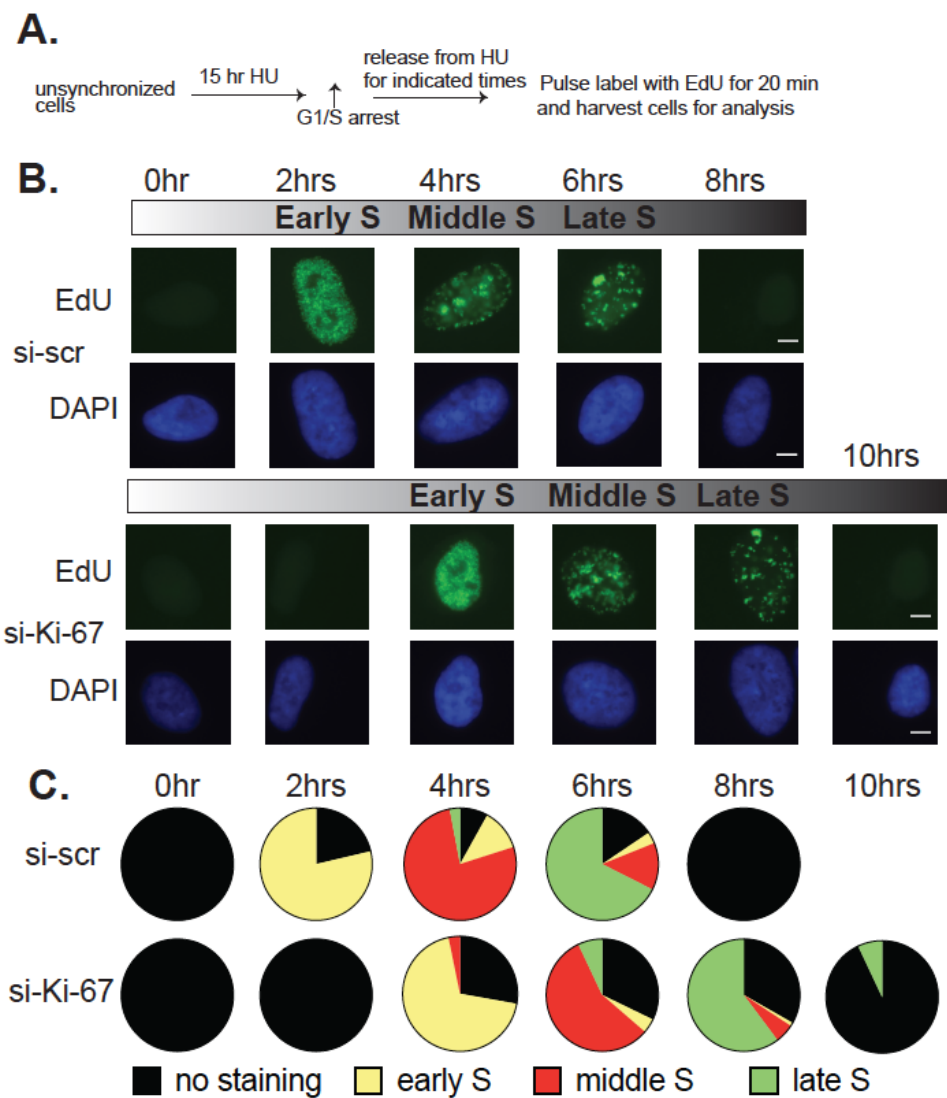 A.
unsynchronized
cells
15 hr HU
G1/S arrest
release from HU
for indicated times
Pulse label with EdU for 20 min
and harvest cells for analysis
B.
0hr 2hrs 4hrs 6hrs 8hrs
Early S Middle S Late S
EdU
si-scr
DAPI
10hrs
Early S Middle S Late S
EdU
si-Ki-67
DAPI
C.
0hr 2hrs 4hrs 6hrs 8hrs 10hrs
si-scr
si-Ki-67
no staining early S middle S late S